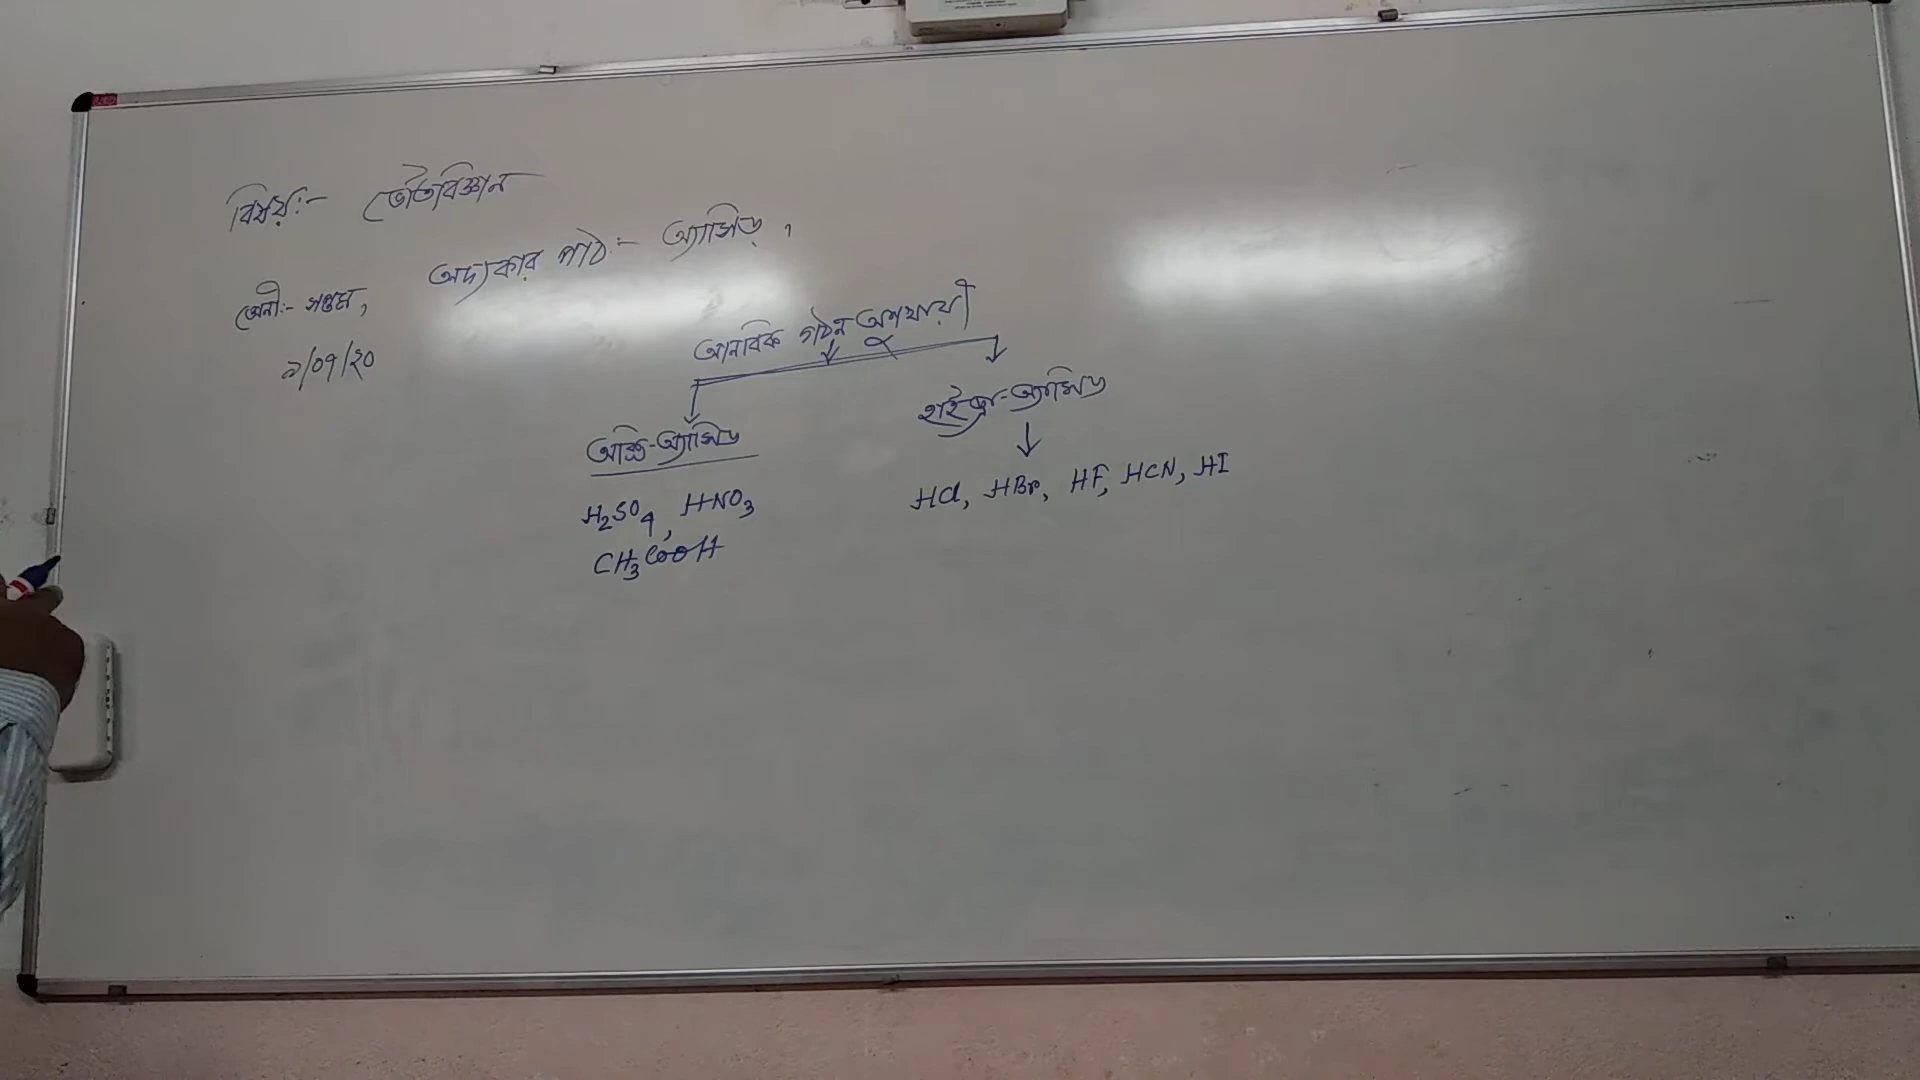 বিষয়:- ভৌতবিজ্ঞান
অদ্যকার পাঠ:- অ্যাসিড,
শ্রেনী:- সপ্তম,
৯/০৭/২০
আনবিক গঠন অনুযায়ী
অক্সি-অ্যাসিড
হাইড্রা-অ্যাসিড
H₂SO₄, HNO₃
CH₃COOH
HCl, HBr, HF, HCN, HI